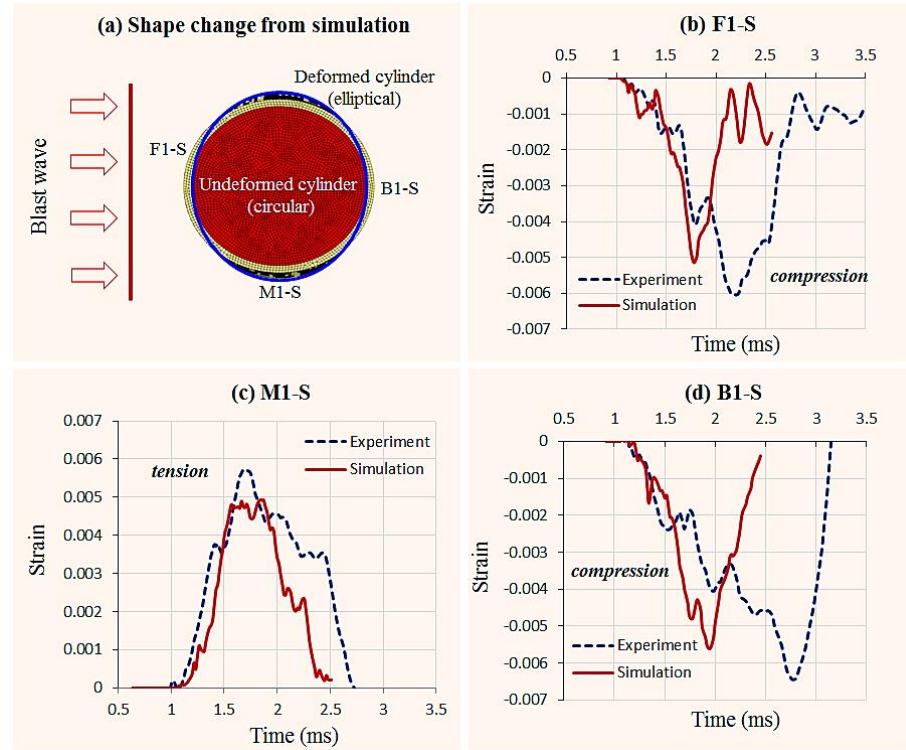 (a) Shape change from simulation
Blast wave
F1-S
Deformed cylinder
(elliptical)
Undeformed cylinder
(circular)
B1-S
M1-S
(b) F1-S
0.5 1 1.5 2 2.5 3 3.5
0
-0.001
-0.002
-0.003
-0.004
-0.005
-0.006
-0.007
Strain
Experiment
Simulation
compression
Time (ms)
(c) M1-S
0.007
0.006
0.005
0.004
0.003
0.002
0.001
0
Strain
tension
Experiment
Simulation
0.5 1 1.5 2 2.5 3 3.5
Time (ms)
(d) B1-S
0.5 1 1.5 2 2.5 3 3.5
0
-0.001
-0.002
-0.003
-0.004
-0.005
-0.006
-0.007
Strain
compression
Experiment
Simulation
Time (ms)